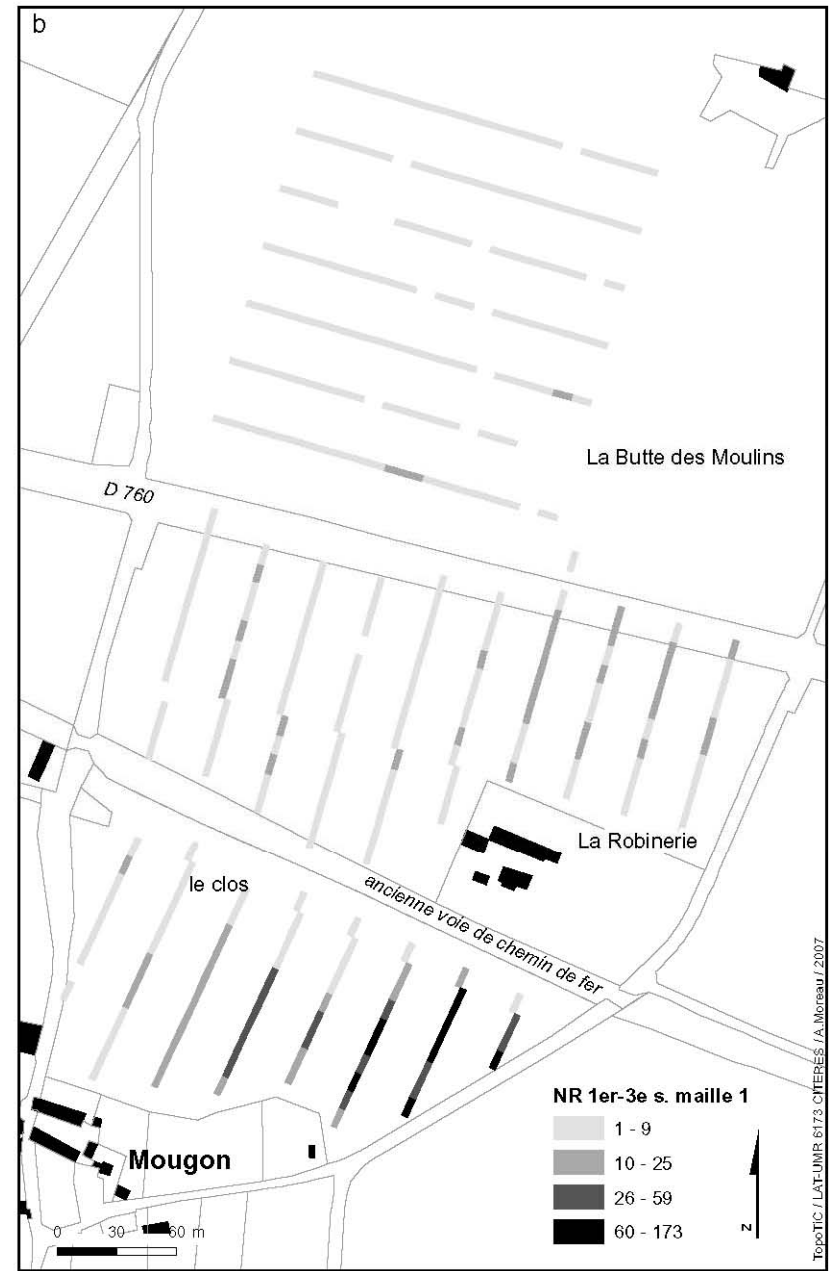 b
La Butte des Moulins
D 760
La Robinerie
le clos
ancienne voie de chemin de fer
Mougon
0 30 60 m
NR 1er-3e s. maille 1
1 - 9
10 - 25
26 - 59
60 - 173
N
TopoTiC / LAT-UMR 6173 CITERES / A.Moreau / 2007